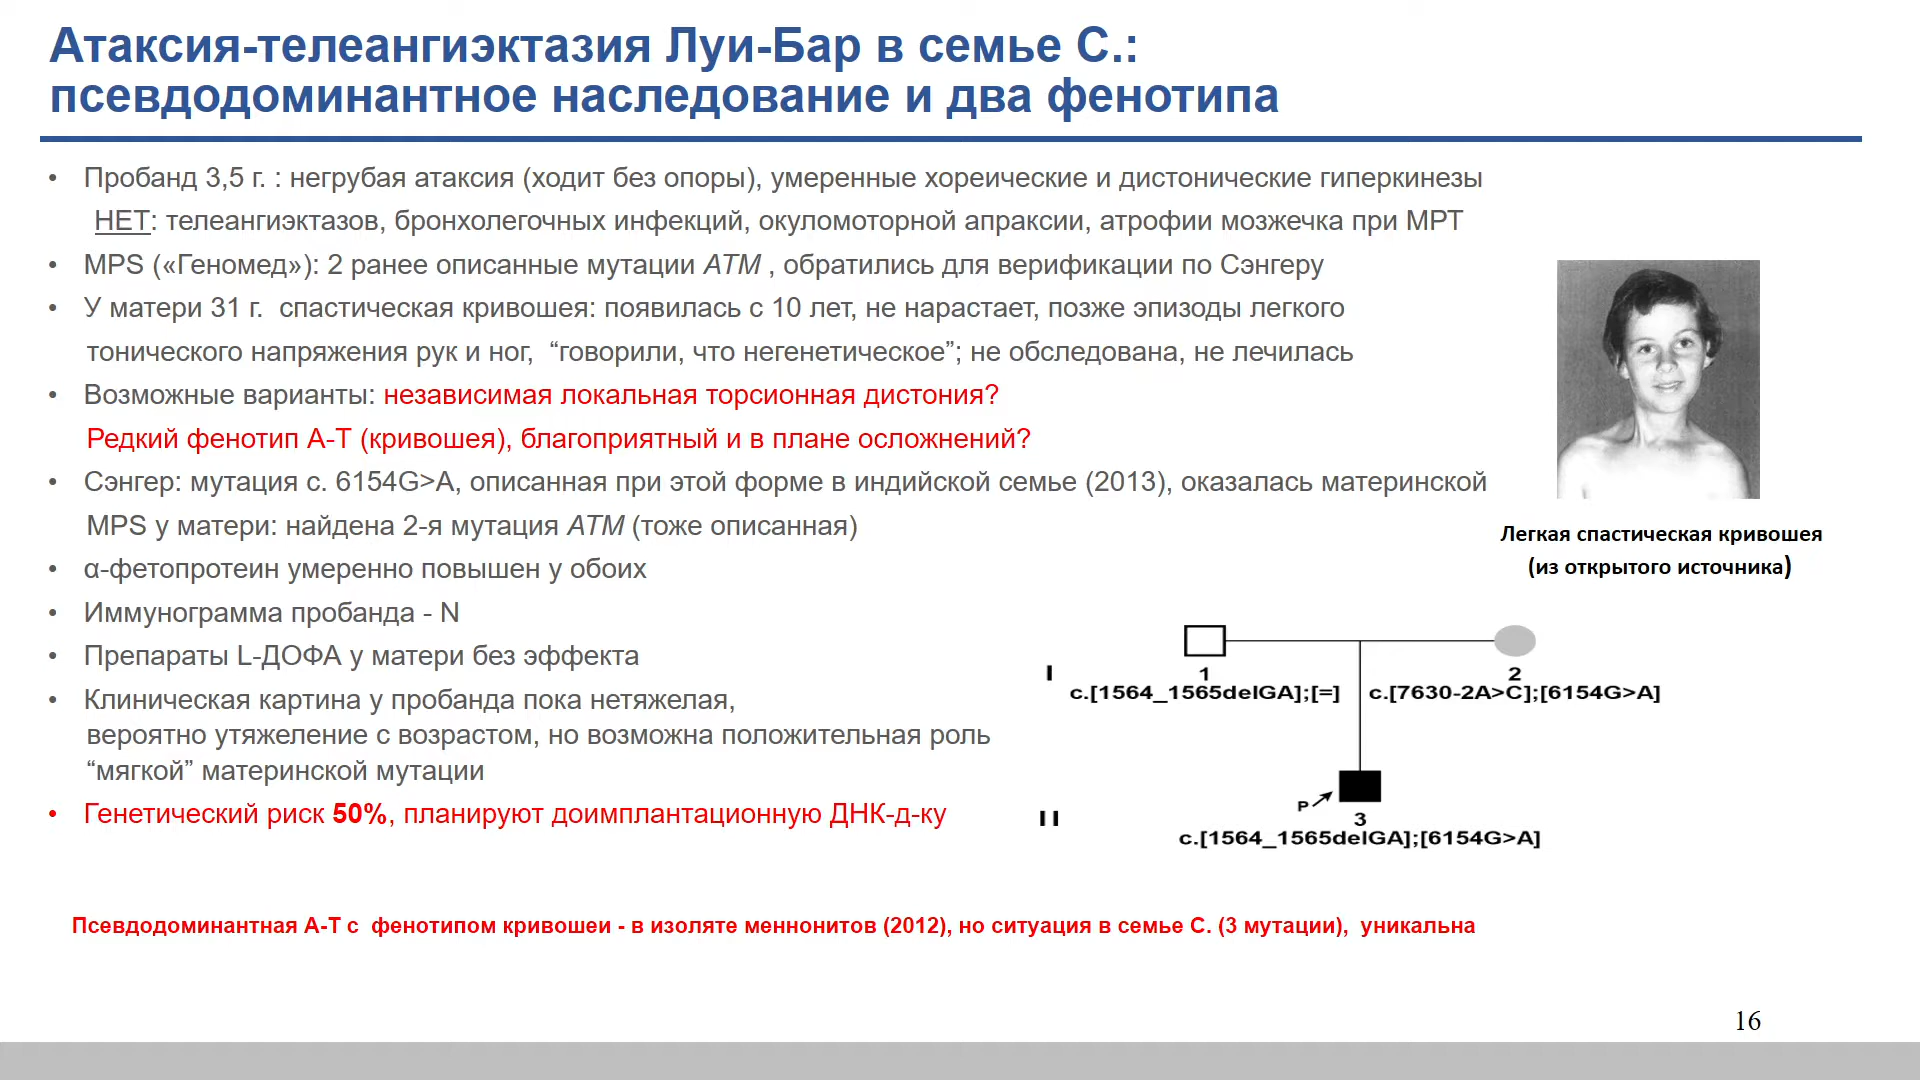 Атаксия-телеангиэктазия Луи-Бар в семье С.:
псевдодоминантное наследование и два фенотипа
• Пробанд 3,5 г. : негрубая атаксия (ходит без опоры), умеренные хореические и дистонические гиперкинезы
НЕТ: телеангиэктазов, бронхолегочных инфекций, окуломоторной апраксии, атрофии мозжечка при МРТ
• MPS («Геномед»): 2 ранее описанные мутации ATM , обратились для верификации по Сэнгеру
• У матери 31 г. спастическая кривошея: появилась с 10 лет, не нарастает, позже эпизоды легкого
тонического напряжения рук и ног, “говорили, что негенетическое”; не обследована, не лечилась
• Возможные варианты: независимая локальная торсионная дистония?
Редкий фенотип А-Т (кривошея), благоприятный и в плане осложнений?
• Сэнгер: мутация c. 6154G>A, описанная при этой форме в индийской семье (2013), оказалась материнской
MPS у матери: найдена 2-я мутация ATM (тоже описанная)
• α-фетопротеин умеренно повышен у обоих
• Иммунограмма пробанда - N
• Препараты L-ДОФА у матери без эффекта
• Клиническая картина у пробанда пока нетяжелая,
вероятно утяжеление с возрастом, но возможна положительная роль
“мягкой” материнской мутации
• Генетический риск 50%, планируют доимплантационную ДНК-д-ку
Легкая спастическая кривошея
(из открытого источника)
I
1
2
c.[1564_1565delGA];[=]
c.[7630-2A>C];[6154G>A]
P
II
3
c.[1564_1565delGA];[6154G>A]
Псевдодоминантная А-Т с фенотипом кривошеи - в изоляте меннонитов (2012), но ситуация в семье С. (3 мутации), уникальна
16